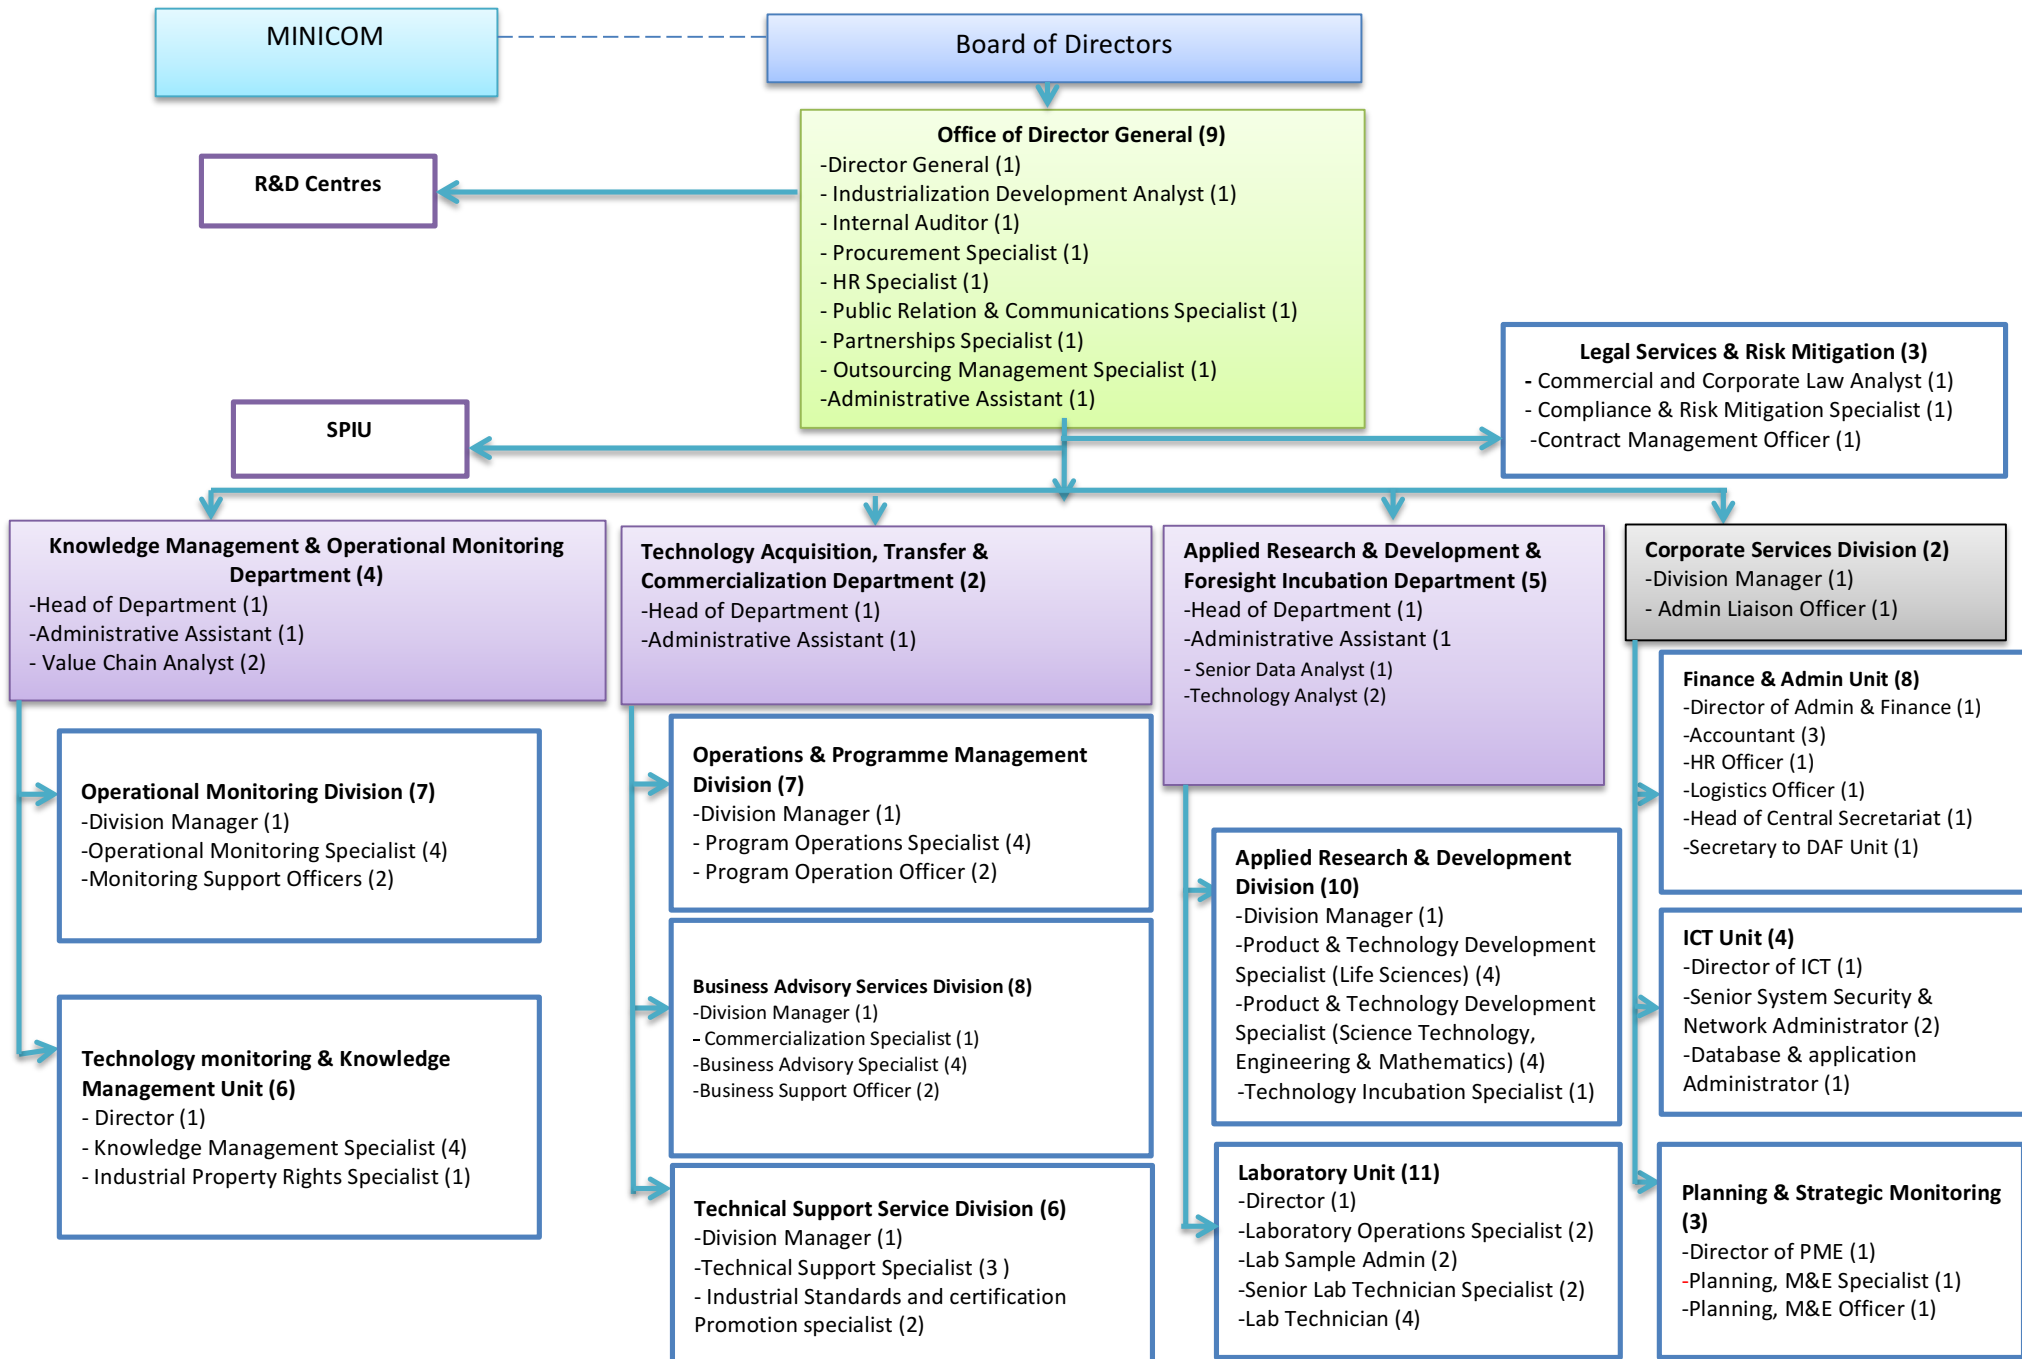 MINICOM
Board of Directors
Office of Director General (9)
-Director General (1)
- Industrialization Development Analyst (1)
- Internal Auditor (1)
- Procurement Specialist (1)
- HR Specialist (1)
- Public Relation & Communications Specialist (1)
- Partnerships Specialist (1)
- Outsourcing Management Specialist (1)
-Administrative Assistant (1)
R&D Centres
Legal Services & Risk Mitigation (3)
- Commercial and Corporate Law Analyst (1)
- Compliance & Risk Mitigation Specialist (1)
-Contract Management Officer (1)
SPIU
Knowledge Management & Operational Monitoring
Department (4)
-Head of Department (1)
-Administrative Assistant (1)
- Value Chain Analyst (2)
Operational Monitoring Division (7)
-Division Manager (1)
-Operational Monitoring Specialist (4)
-Monitoring Support Officers (2)
Technology monitoring & Knowledge
Management Unit (6)
- Director (1)
- Knowledge Management Specialist (4)
- Industrial Property Rights Specialist (1)
Technology Acquisition, Transfer &
Commercialization Department (2)
-Head of Department (1)
-Administrative Assistant (1)
Operations & Programme Management
Division (7)
-Division Manager (1)
- Program Operations Specialist (4)
- Program Operation Officer (2)
Business Advisory Services Division (8)
-Division Manager (1)
- Commercialization Specialist (1)
-Business Advisory Specialist (4)
-Business Support Officer (2)
Technical Support Service Division (6)
-Division Manager (1)
-Technical Support Specialist (3 )
- Industrial Standards and certification
Promotion specialist (2)
Applied Research & Development &
Foresight Incubation Department (5)
-Head of Department (1)
-Administrative Assistant (1
- Senior Data Analyst (1)
-Technology Analyst (2)
Applied Research & Development
Division (10)
-Division Manager (1)
-Product & Technology Development
Specialist (Life Sciences) (4)
-Product & Technology Development
Specialist (Science Technology,
Engineering & Mathematics) (4)
-Technology Incubation Specialist (1)
Laboratory Unit (11)
-Director (1)
-Laboratory Operations Specialist (2)
-Lab Sample Admin (2)
-Senior Lab Technician Specialist (2)
-Lab Technician (4)
Corporate Services Division (2)
-Division Manager (1)
- Admin Liaison Officer (1)
Finance & Admin Unit (8)
-Director of Admin & Finance (1)
-Accountant (3)
-HR Officer (1)
-Logistics Officer (1)
-Head of Central Secretariat (1)
-Secretary to DAF Unit (1)
ICT Unit (4)
-Director of ICT (1)
-Senior System Security &
Network Administrator (2)
-Database & application
Administrator (1)
Planning & Strategic Monitoring
(3)
-Director of PME (1)
-Planning, M&E Specialist (1)
-Planning, M&E Officer (1)